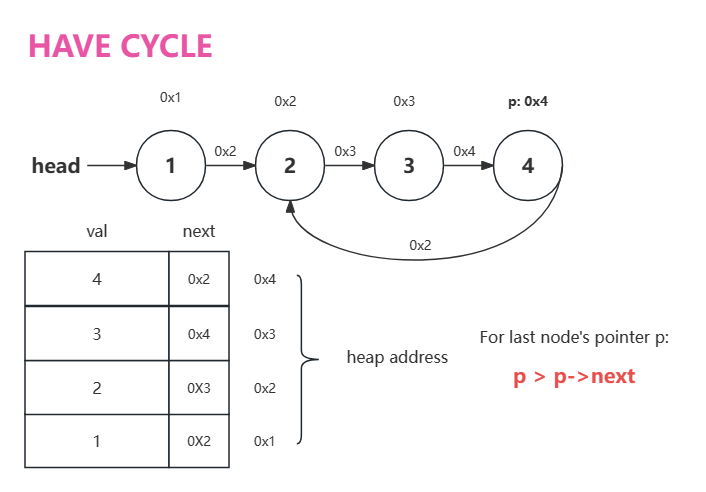 HAVE CYCLE
0x1 0x2 0x3 p: 0x4
head 1 0x2 2 0x3 3 0x4 4
0x2
val next
4 0x2 0x4
3 0x4 0x3
2 0X3 0x2
1 0X2 0x1
heap address
For last node's pointer p:
p > p->next